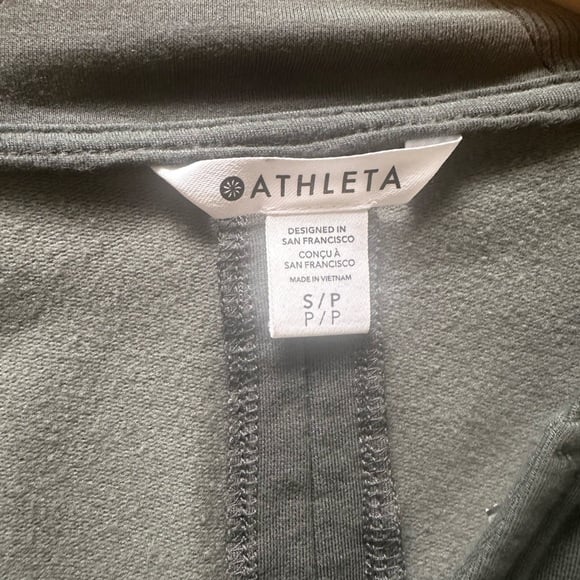 ATHLETA
DESIGNED IN
SAN FRANCISCO
CONÇU À
SAN FRANCISCO
MADE IN VIETNAM
S/P
P/P